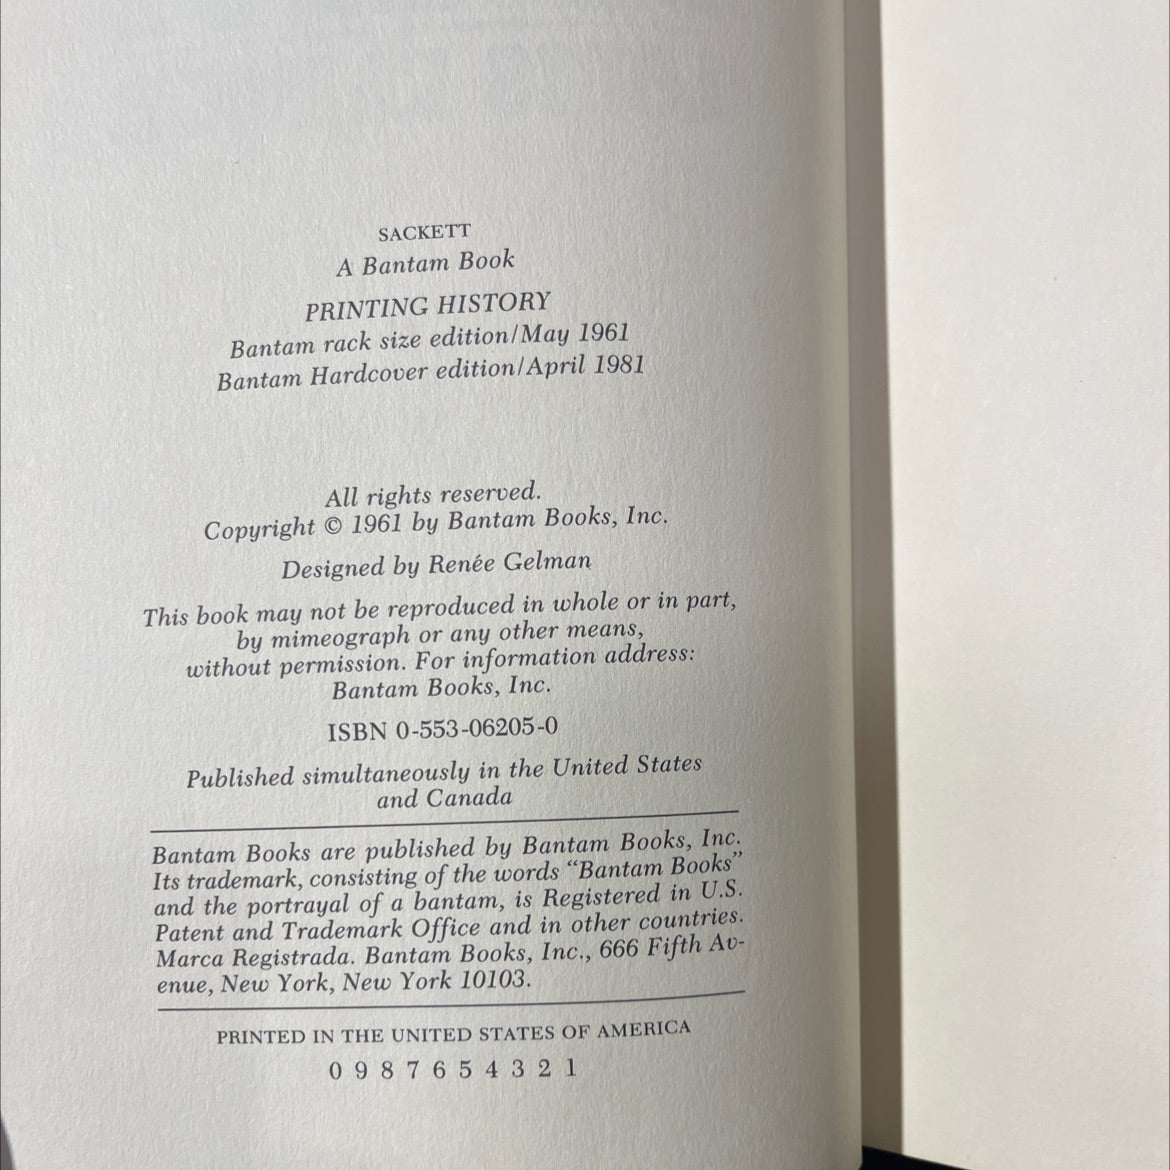 SACKETT
A Bantam Book
PRINTING HISTORY
Bantam rack size edition/May 1961
Bantam Hardcover edition/April 1981
All rights reserved.
Copyright © 1961 by Bantam Books, Inc.
Designed by Renée Gelman
This book may not be reproduced in whole or in part,
by mimeograph or any other means,
without permission. For information address:
Bantam Books, Inc.
ISBN 0-553-06205-0
Published simultaneously in the United States
and Canada
Bantam Books are published by Bantam Books, Inc.
Its trademark, consisting of the words “Bantam Books”
and the portrayal of a bantam, is Registered in U.S.
Patent and Trademark Office and in other countries.
Marca Registrada. Bantam Books, Inc., 666 Fifth Av-
enue, New York, New York 10103.
PRINTED IN THE UNITED STATES OF AMERICA
0 9 8 7 6 5 4 3 2 1